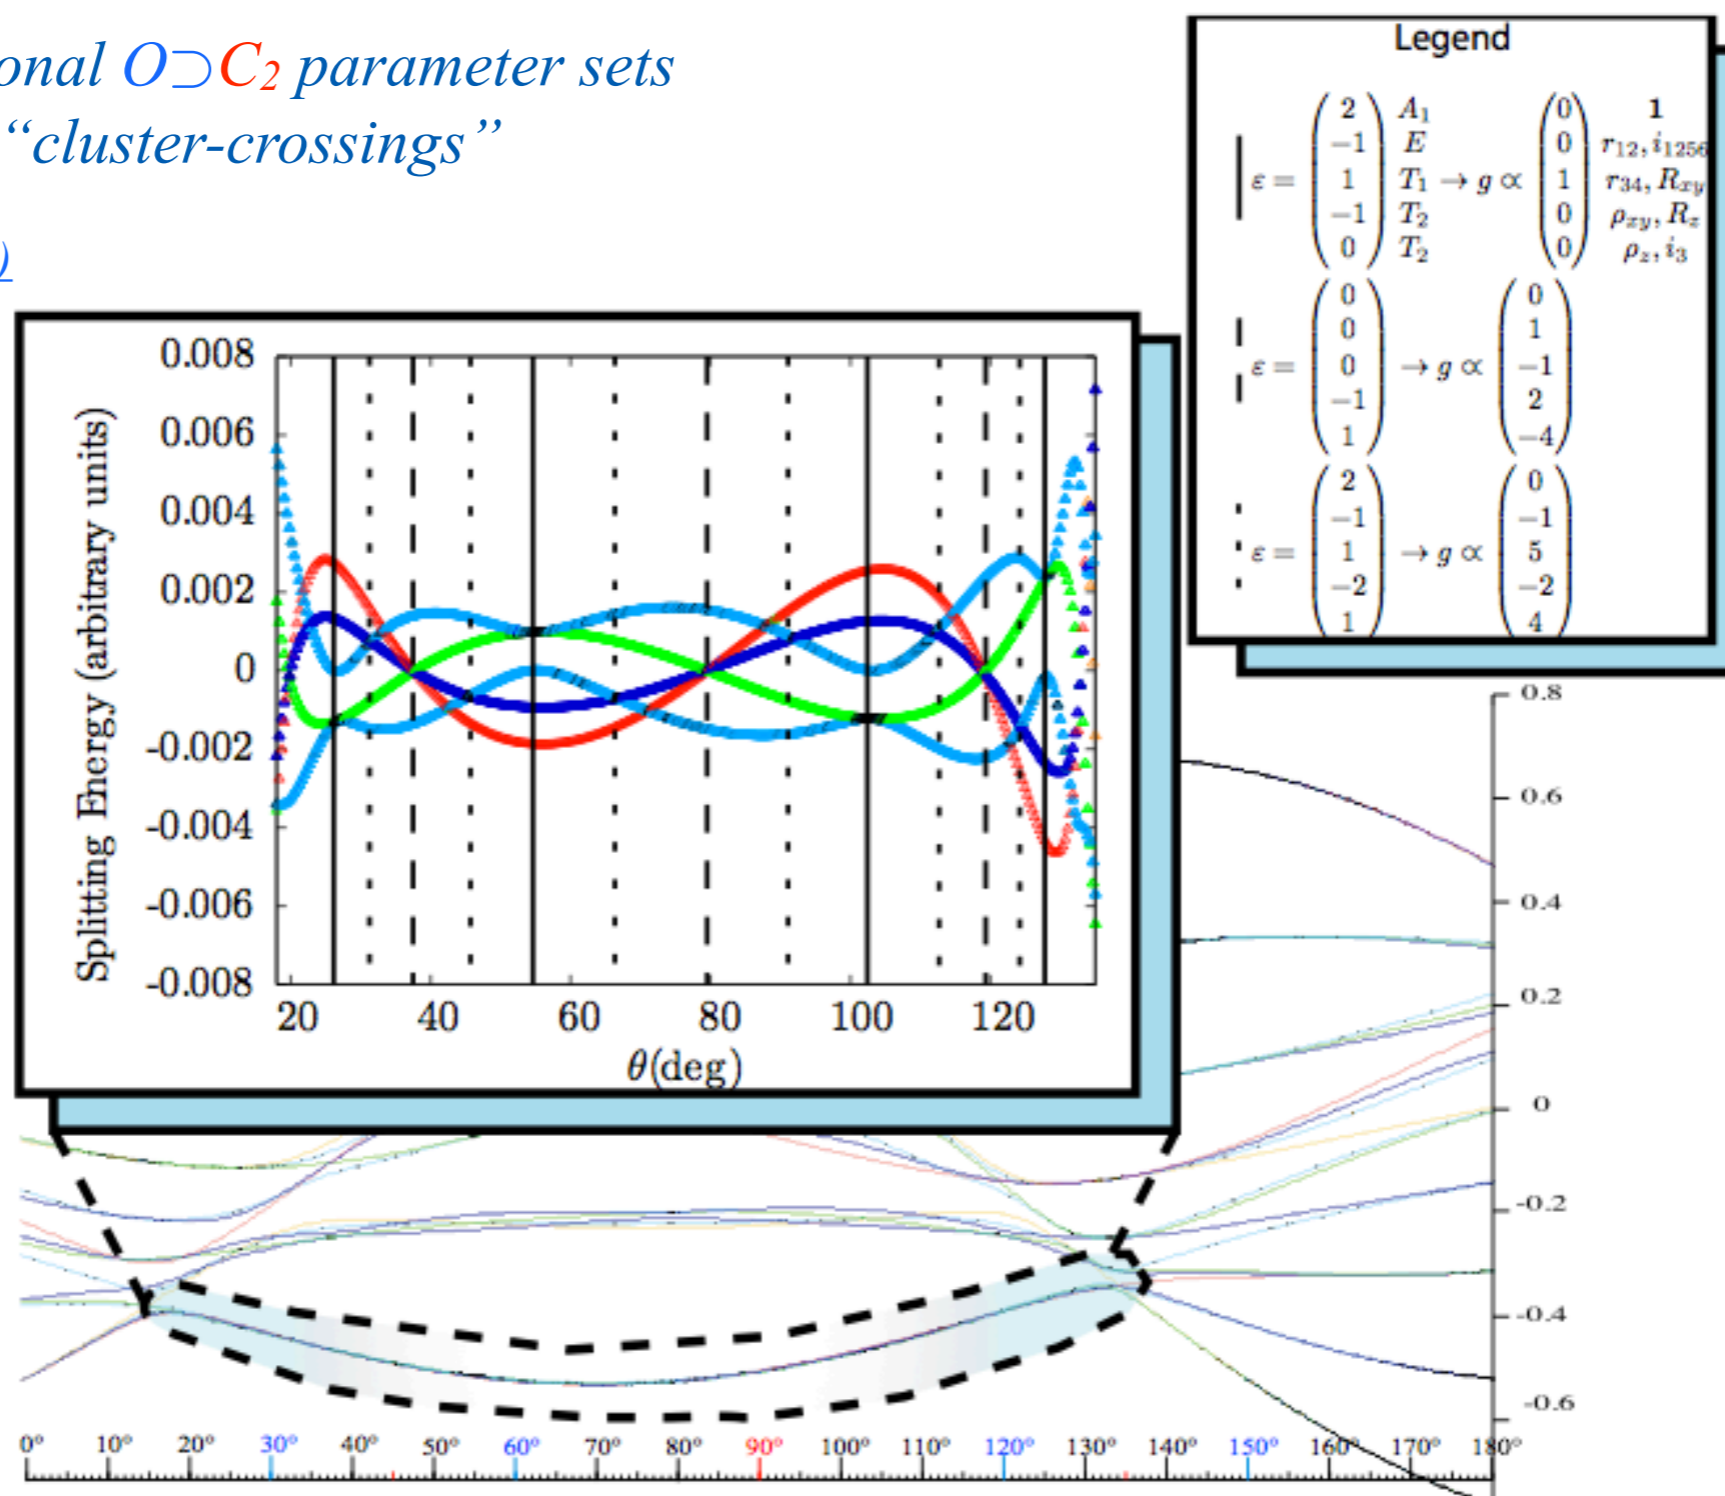 onal O⊃C₂ parameter sets
“cluster-crossings”
)
Legend
ε = ( 2 −1 1 −1 0 ) A₁ E T₁ T₂ T₂ → g ∝ ( 0 0 1 0 0 ) 1 r₁₂, i₁₂₅₆ r₃₄, Rₓᵧ ρₓᵧ, R_z ρ_z, i₃
ε = ( 0 0 0 −1 1 ) → g ∝ ( 0 1 −1 2 −4 )
ε = ( 2 −1 1 −2 1 ) → g ∝ ( 0 −1 5 −2 4 )
Splitting Energy (arbitrary units)
0.008
0.006
0.004
0.002
0
-0.002
-0.004
-0.006
-0.008
20 40 60 80 100 120
θ(deg)
0.8
0.6
0.4
0.2
0
-0.2
-0.4
-0.6
0° 10° 20° 30° 40° 50° 60° 70° 80° 90° 100° 110° 120° 130° 140° 150° 160° 170° 180°